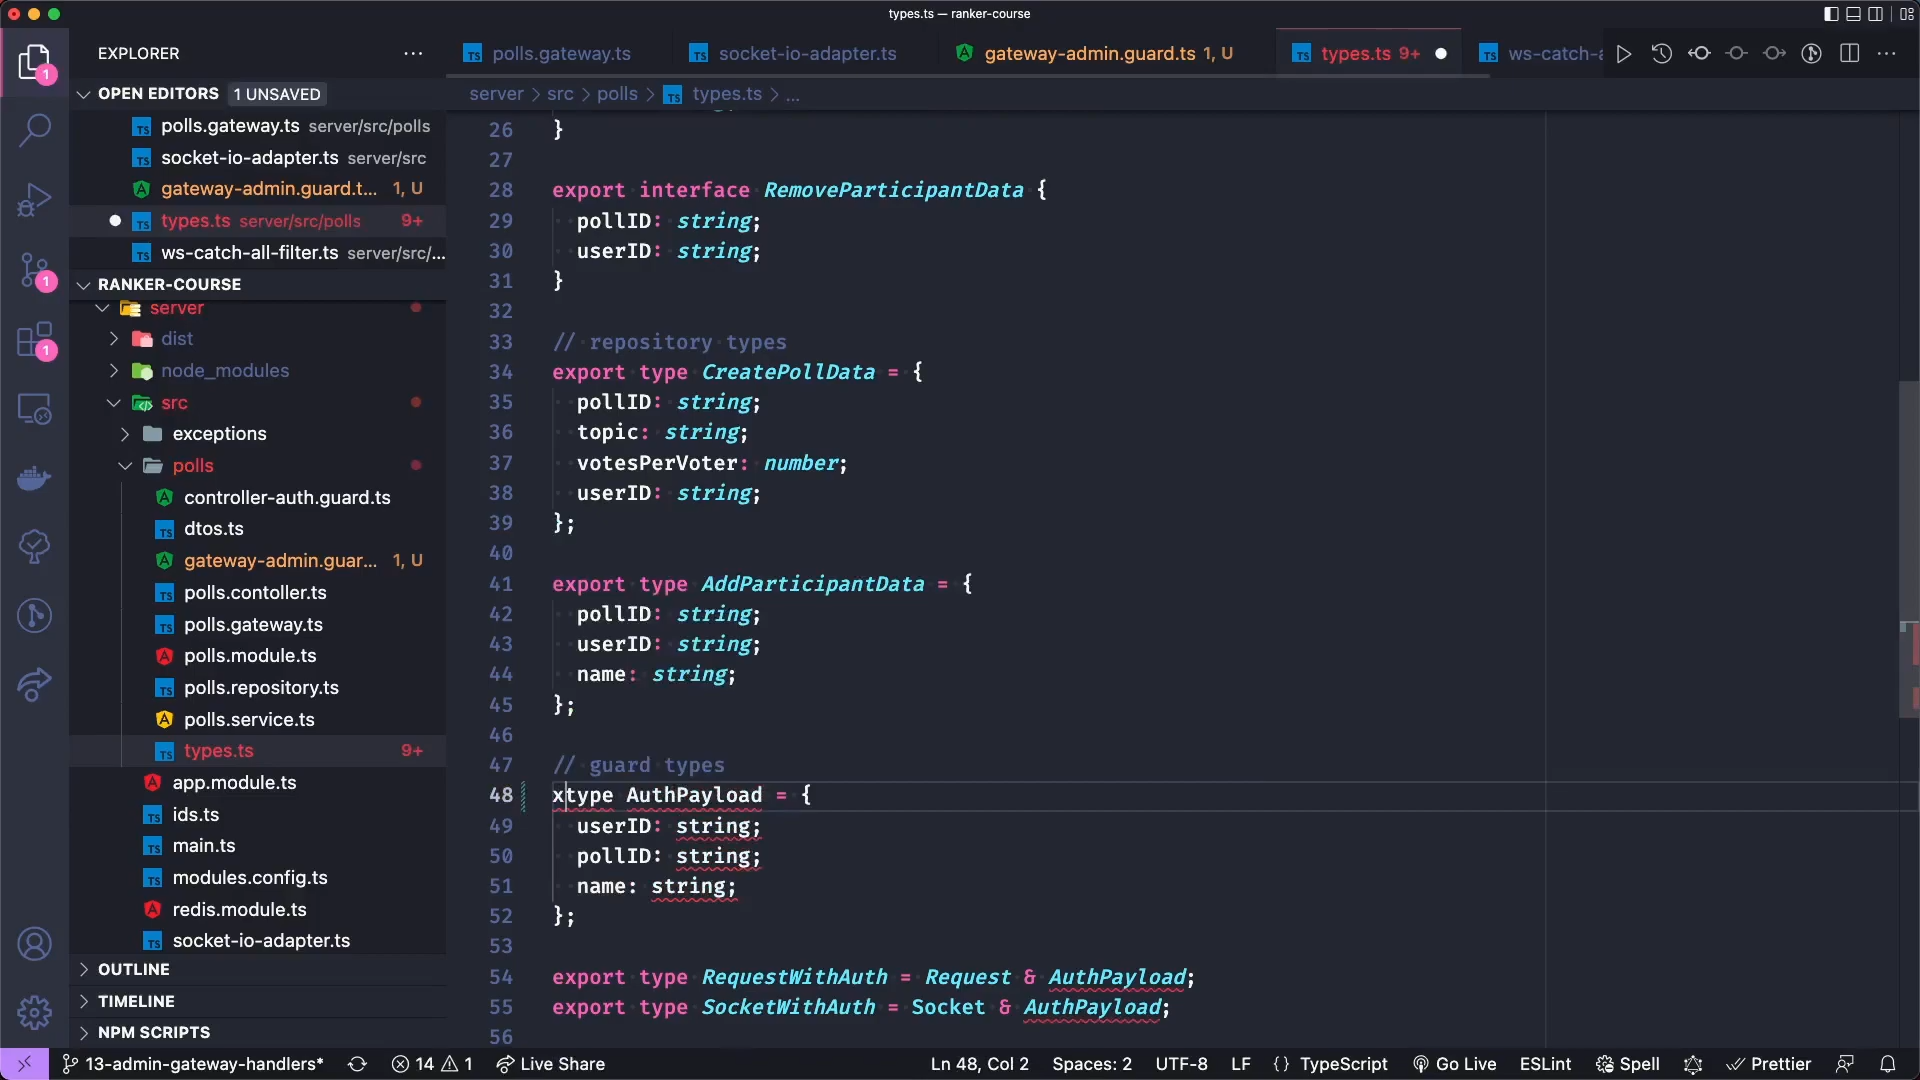 types.ts — ranker-course
EXPLORER
polls.gateway.ts
socket-io-adapter.ts
gateway-admin.guard.ts 1, U
types.ts 9+
ws-catch-a
OPEN EDITORS 1 UNSAVED
server > src > polls > types.ts > ...
polls.gateway.ts server/src/polls
socket-io-adapter.ts server/src
gateway-admin.guard.t... 1, U
types.ts server/src/polls 9+
ws-catch-all-filter.ts server/src/...
RANKER-COURSE
server
dist
node_modules
src
exceptions
polls
controller-auth.guard.ts
dtos.ts
gateway-admin.guar... 1, U
polls.contoller.ts
polls.gateway.ts
polls.module.ts
polls.repository.ts
polls.service.ts
types.ts 9+
app.module.ts
ids.ts
main.ts
modules.config.ts
redis.module.ts
socket-io-adapter.ts
OUTLINE
TIMELINE
NPM SCRIPTS
26 }
27
28 export interface RemoveParticipantData {
29 pollID: string;
30 userID: string;
31 }
32
33 // repository types
34 export type CreatePollData = {
35 pollID: string;
36 topic: string;
37 votesPerVoter: number;
38 userID: string;
39 };
40
41 export type AddParticipantData = {
42 pollID: string;
43 userID: string;
44 name: string;
45 };
46
47 // guard types
48 xtype AuthPayload = {
49 userID: string;
50 pollID: string;
51 name: string;
52 };
53
54 export type RequestWithAuth = Request & AuthPayload;
55 export type SocketWithAuth = Socket & AuthPayload;
56
13-admin-gateway-handlers* 14 1 Live Share Ln 48, Col 2 Spaces: 2 UTF-8 LF {} TypeScript Go Live ESLint Spell Prettier